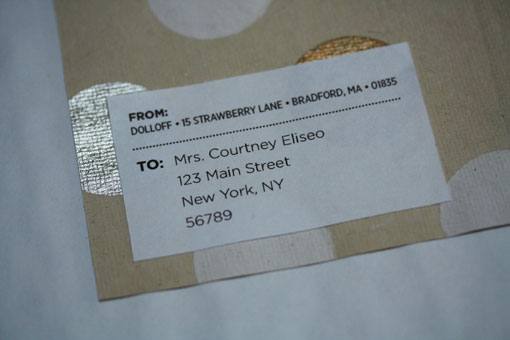 FROM:
DOLLOFF • 15 STRAWBERRY LANE • BRADFORD, MA • 01835
TO: Mrs. Courtney Eliseo
123 Main Street
New York, NY
56789